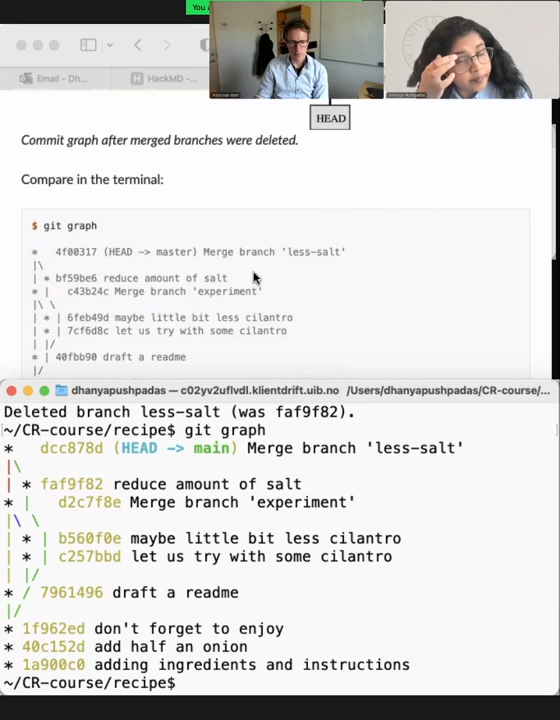 You a
Email - Dh...
HackMD -
HEAD
Commit graph after merged branches were deleted.
Compare in the terminal:
$ git graph
*   4f00317 (HEAD -> master) Merge branch 'less-salt'
|\
| * bf59be6 reduce amount of salt
* |   c43b24c Merge branch 'experiment'
|\ \
| * | 6feb49d maybe little bit less cilantro
| * | 7cf6d8c let us try with some cilantro
| |/
* | 40fbb90 draft a readme
|/
dhanyapushpadas — c02yv2uflvdl.klientdrift.uib.no /Users/dhanyapushpadas/CR-course/...
Deleted branch less-salt (was faf9f82).
~/CR-course/recipe$ git graph
*   dcc878d (HEAD -> main) Merge branch 'less-salt'
|\
| * faf9f82 reduce amount of salt
* |   d2c7f8e Merge branch 'experiment'
|\ \
| * | b560f0e maybe little bit less cilantro
| * | c257bbd let us try with some cilantro
| |/
* / 7961496 draft a readme
|/
* 1f962ed don't forget to enjoy
* 40c152d add half an onion
* 1a900c0 adding ingredients and instructions
~/CR-course/recipe$